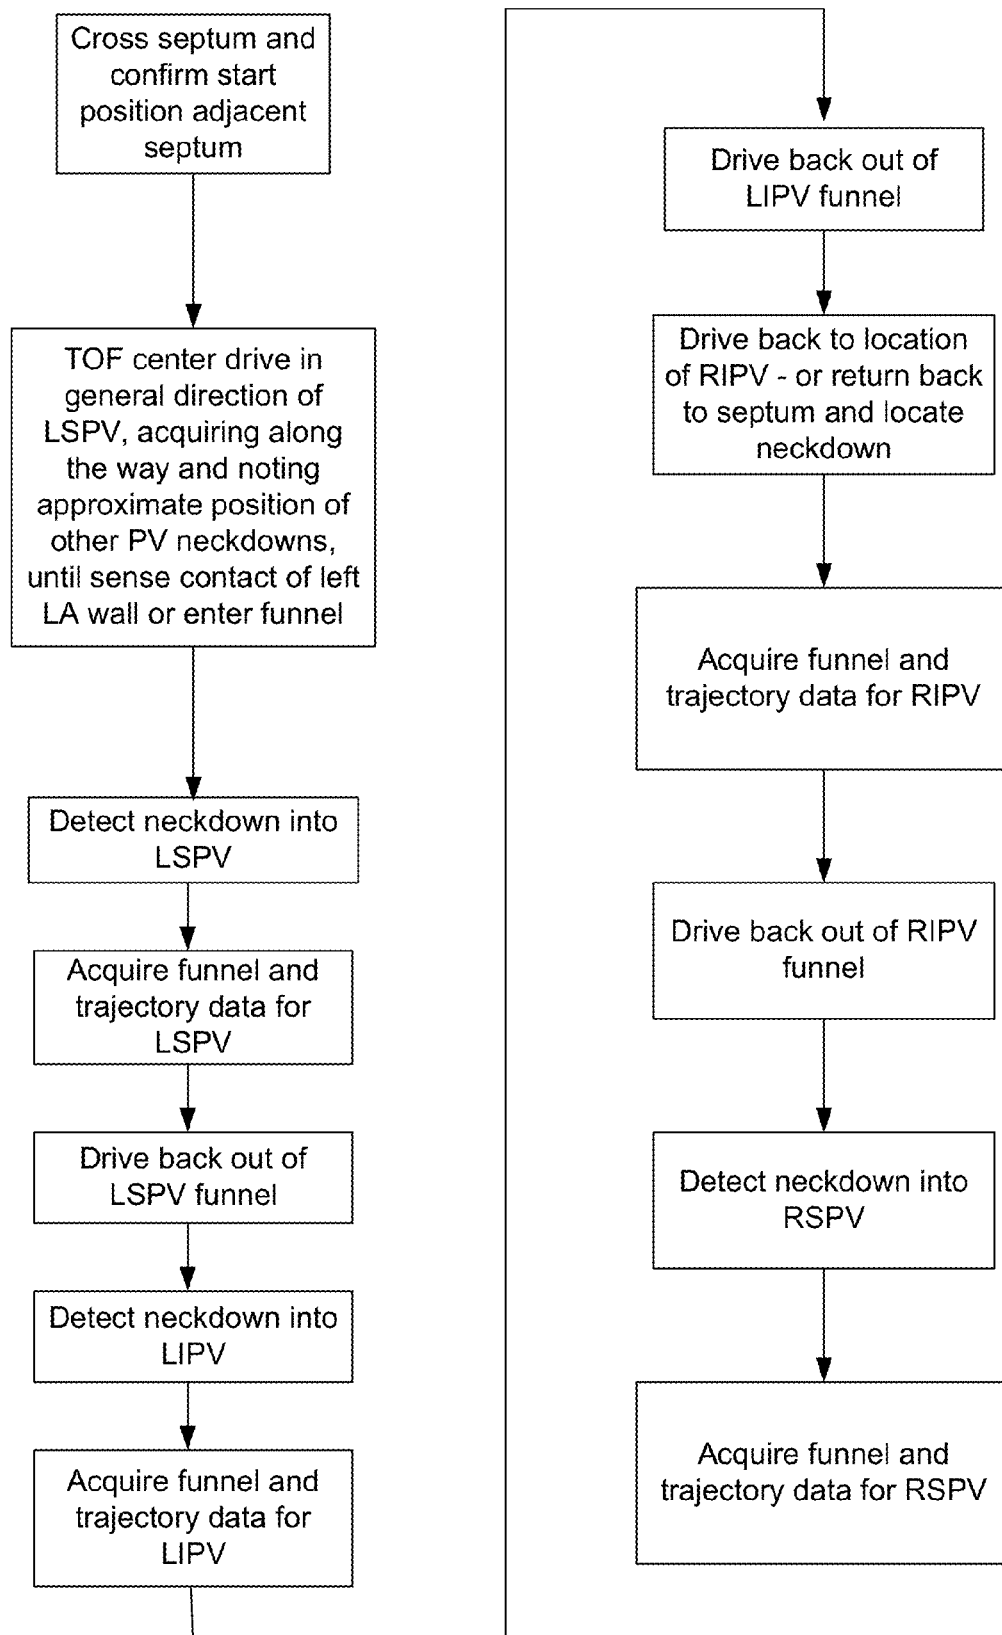 Cross septum and
confirm start
position adjacent
septum
TOF center drive in
general direction of
LSPV, acquiring along
the way and noting
approximate position of
other PV neckdowns,
until sense contact of left
LA wall or enter funnel
Detect neckdown into
LSPV
Acquire funnel and
trajectory data for
LSPV
Drive back out of
LSPV funnel
Detect neckdown into
LIPV
Acquire funnel and
trajectory data for
LIPV
Drive back out of
LIPV funnel
Drive back to location
of RIPV - or return back
to septum and locate
neckdown
Acquire funnel and
trajectory data for RIPV
Drive back out of RIPV
funnel
Detect neckdown into
RSPV
Acquire funnel and
trajectory data for RSPV